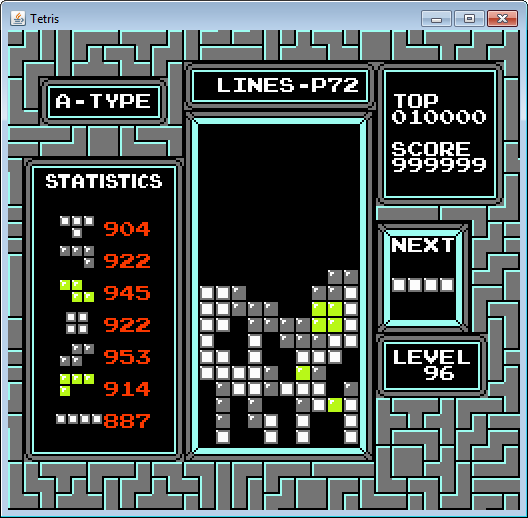 Tetris
A-TYPE
LINES-P72
TOP
010000
SCORE
999999
STATISTICS
904
922
945
922
953
914
887
NEXT
LEVEL
96